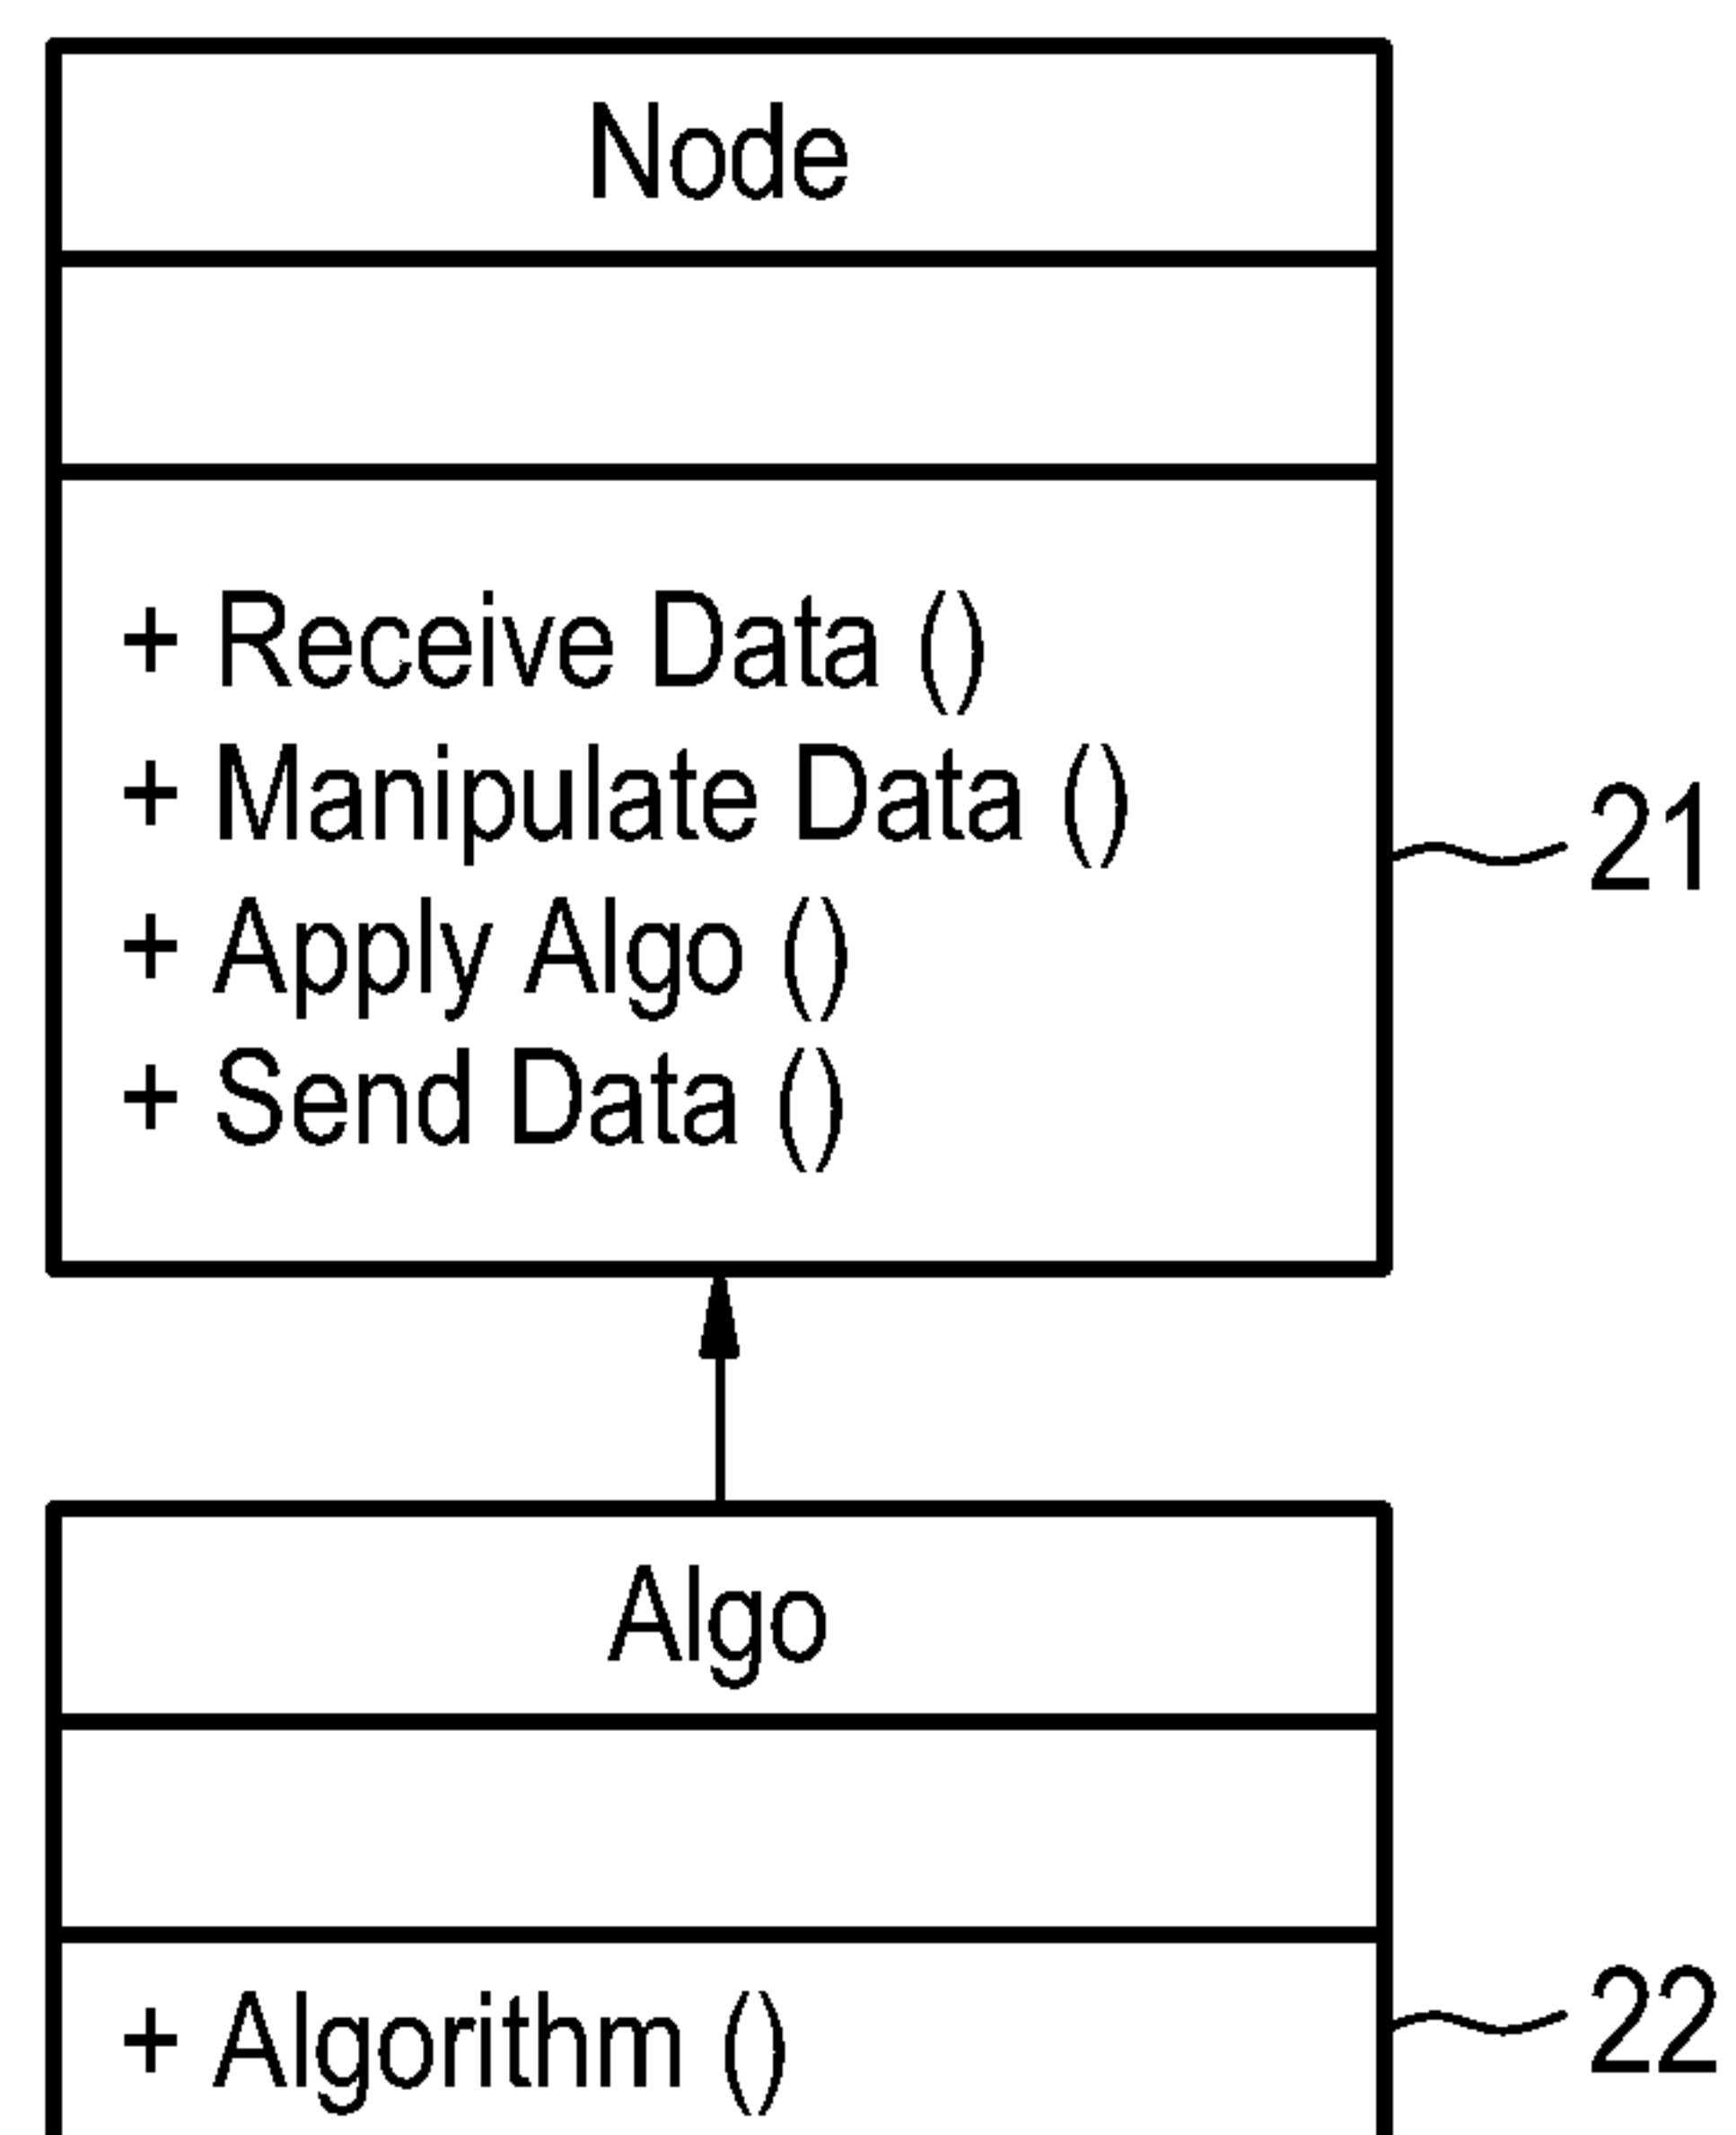 Node
+ Receive Data ()
+ Manipulate Data ()
+ Apply Algo ()
+ Send Data ()
21
Algo
+ Algorithm ()
22